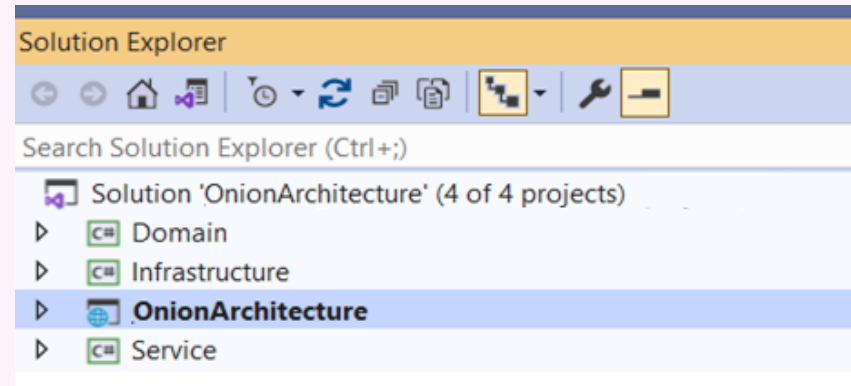 Solution Explorer
Search Solution Explorer (Ctrl+;)
Solution 'OnionArchitecture' (4 of 4 projects)
C# Domain
C# Infrastructure
OnionArchitecture
C# Service